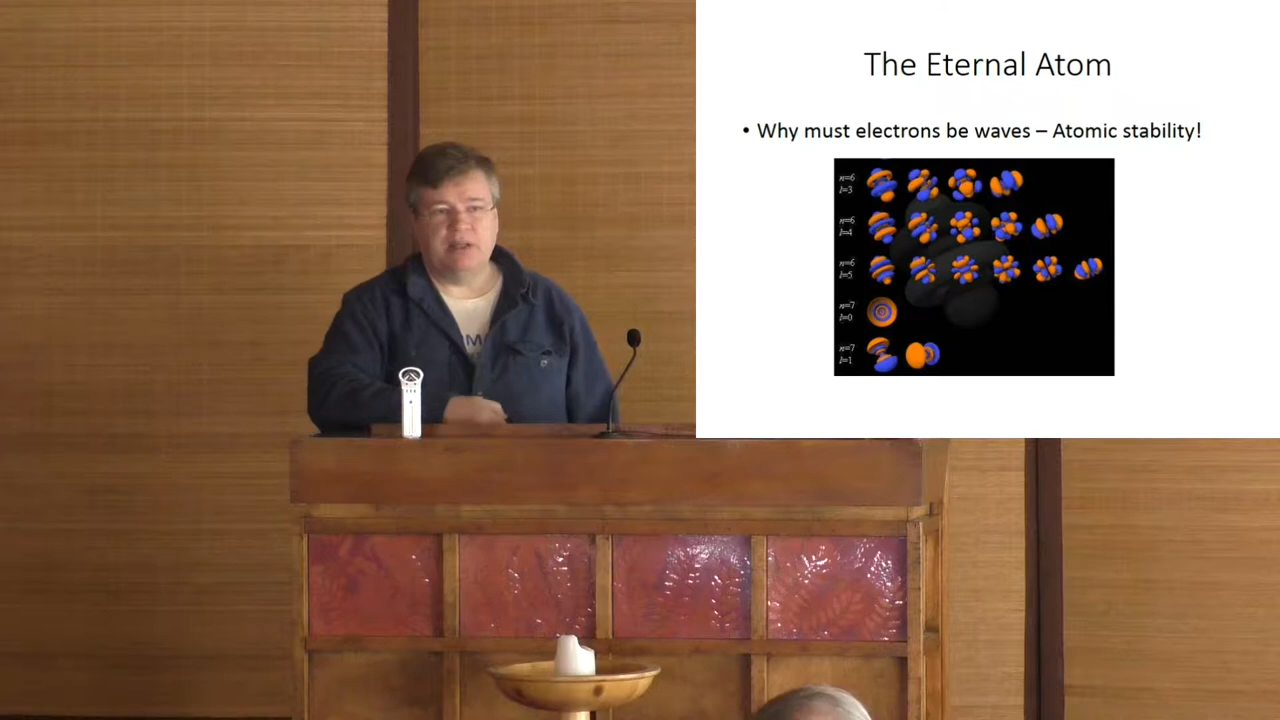 The Eternal Atom
• Why must electrons be waves – Atomic stability!
n=6
l=3
n=6
l=4
n=6
l=5
n=7
l=0
n=7
l=1